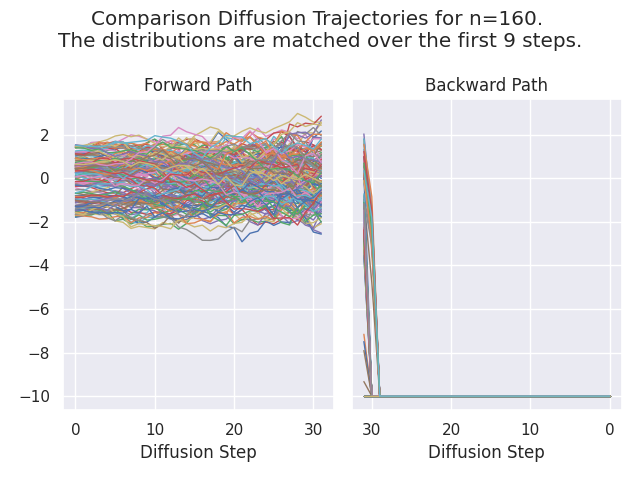 Comparison Diffusion Trajectories for n=160.
The distributions are matched over the first 9 steps.
Forward Path
Backward Path
2
0
−2
−4
−6
−8
−10
0
10
20
30
30
20
10
0
Diffusion Step
Diffusion Step